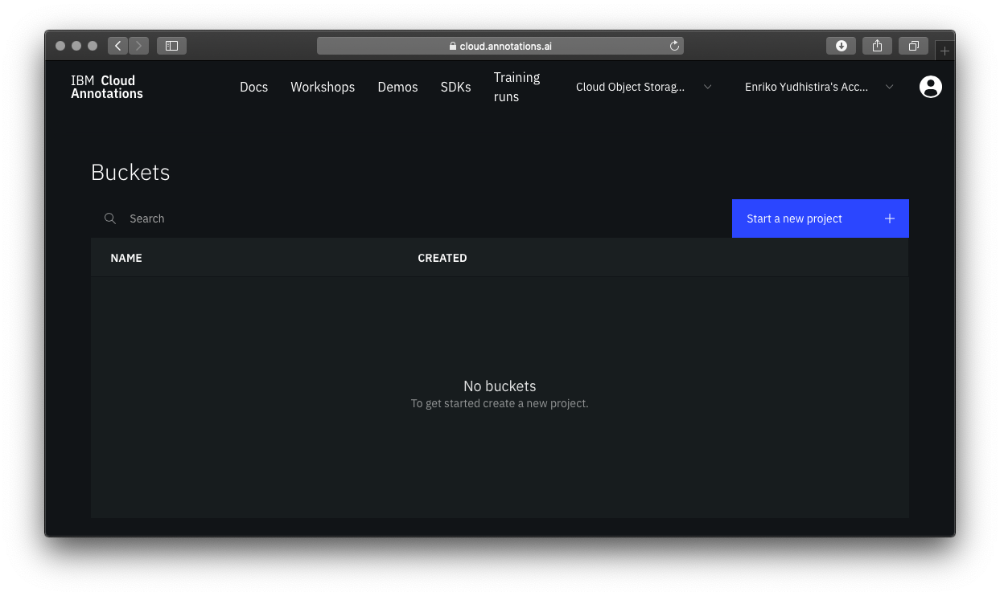 cloud.annotations.ai
IBM Cloud
Annotations
Docs
Workshops
Demos
SDKs
Training
runs
Cloud Object Storag...
Enriko Yudhistira's Acc...
Buckets
Search
Start a new project
NAME
CREATED
No buckets
To get started create a new project.